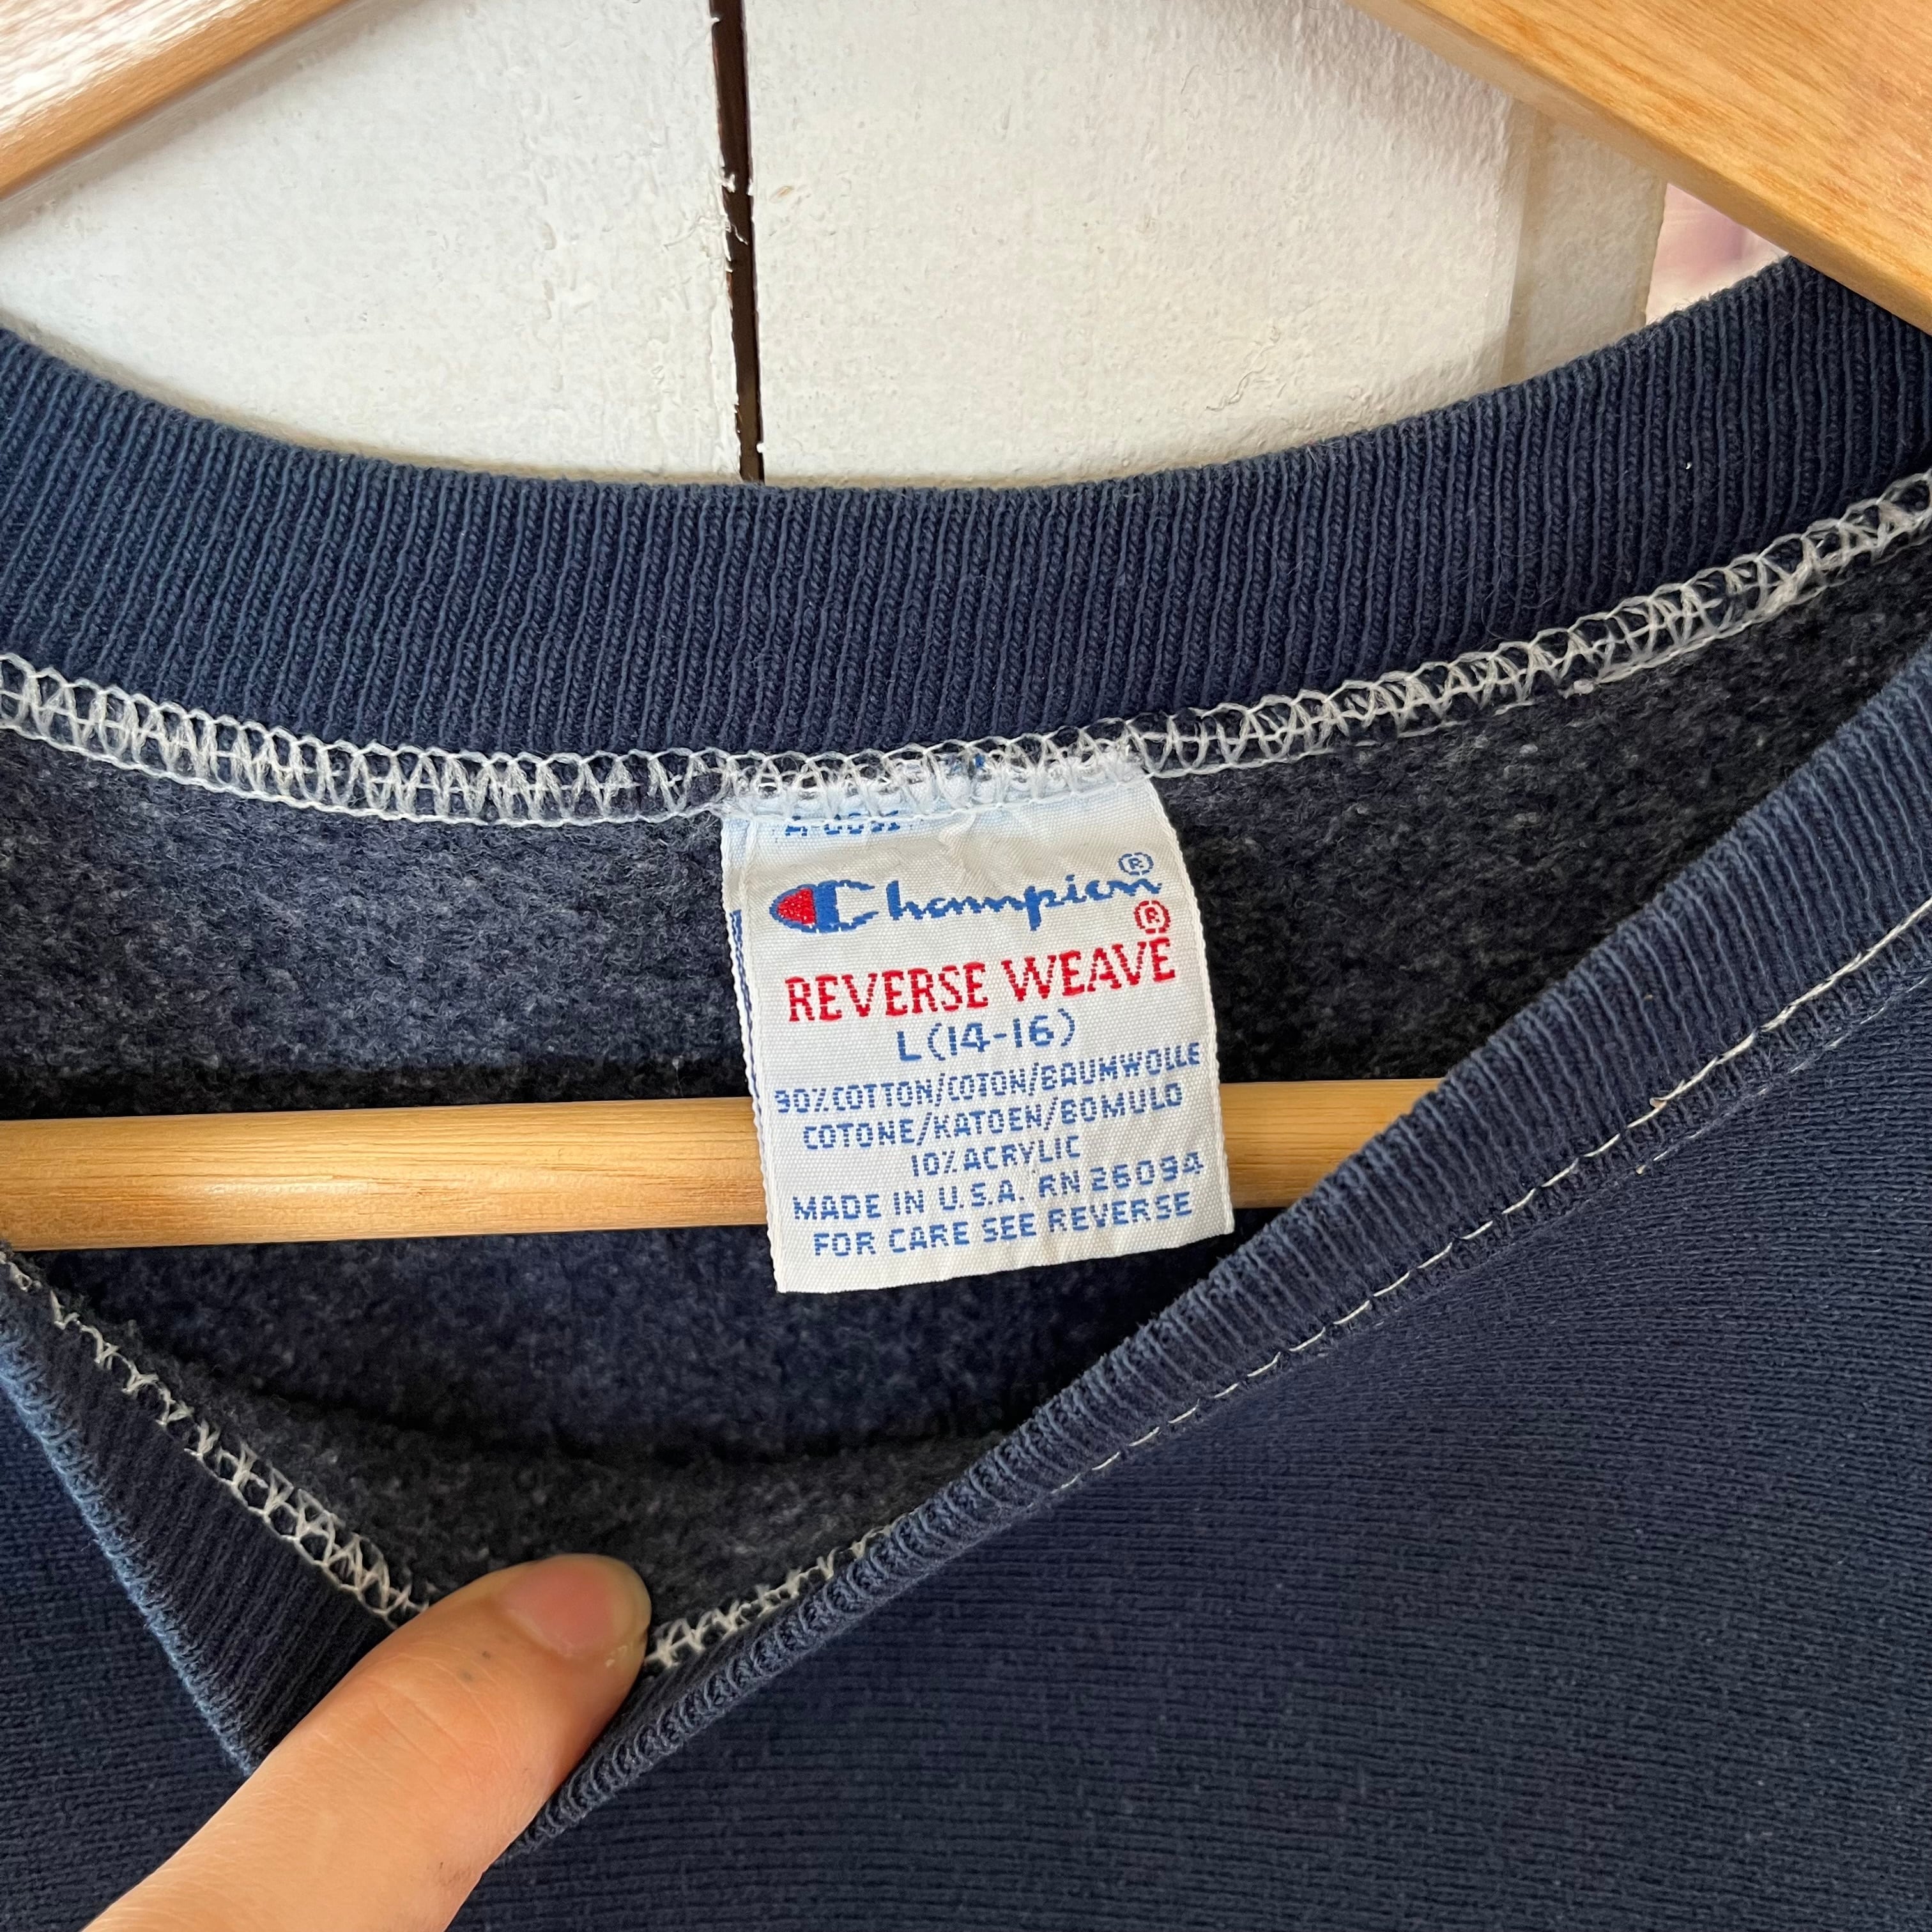 Champion®
REVERSE WEAVE®
L (14-16)
90% COTTON/COTON/BAUMWOLLE
COTONE/KATOEN/BOMULD
10% ACRYLIC
MADE IN U.S.A. RN 26094
FOR CARE SEE REVERSE